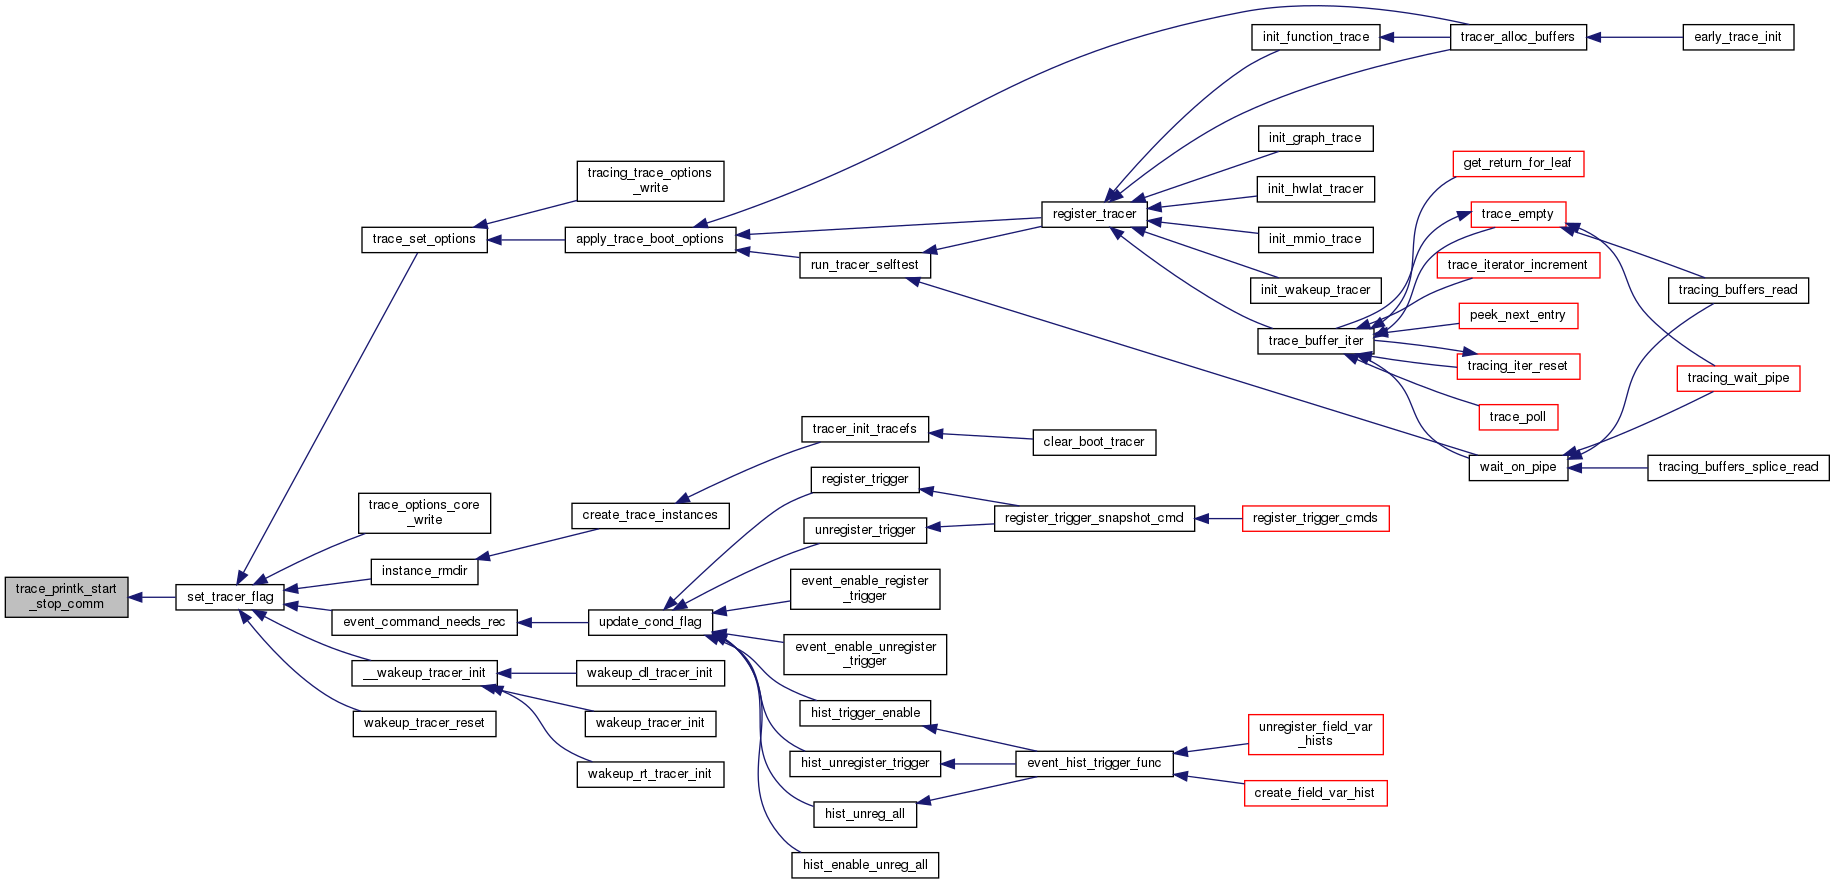 trace_printk_start
_stop_comm
set_tracer_flag
trace_set_options
tracing_trace_options
_write
apply_trace_boot_options
run_tracer_selftest
register_tracer
init_function_trace
tracer_alloc_buffers
early_trace_init
init_graph_trace
init_hwlat_tracer
init_mmio_trace
init_wakeup_tracer
trace_buffer_iter
get_return_for_leaf
trace_empty
trace_iterator_increment
peek_next_entry
tracing_iter_reset
trace_poll
wait_on_pipe
tracing_buffers_read
tracing_wait_pipe
tracing_buffers_splice_read
trace_options_core
_write
instance_rmdir
create_trace_instances
tracer_init_tracefs
clear_boot_tracer
event_command_needs_rec
update_cond_flag
register_trigger
unregister_trigger
register_trigger_snapshot_cmd
register_trigger_cmds
event_enable_register
_trigger
event_enable_unregister
_trigger
hist_trigger_enable
hist_unregister_trigger
hist_unreg_all
hist_enable_unreg_all
event_hist_trigger_func
unregister_field_var
_hists
create_field_var_hist
__wakeup_tracer_init
wakeup_dl_tracer_init
wakeup_tracer_init
wakeup_rt_tracer_init
wakeup_tracer_reset